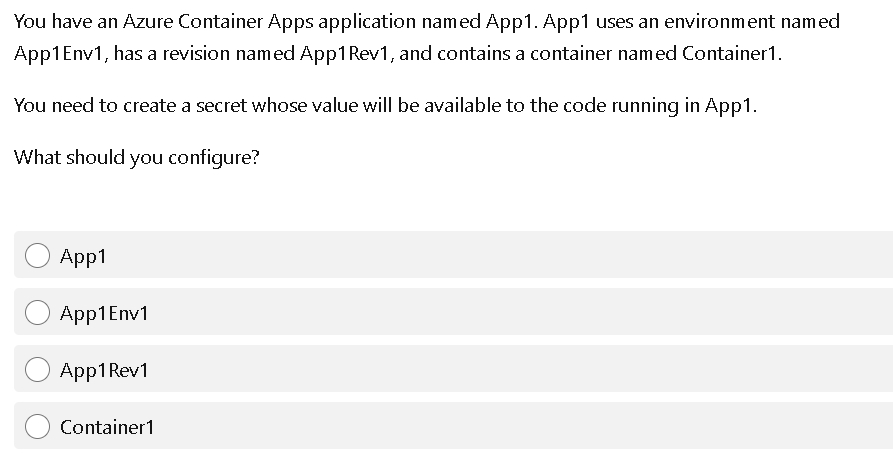 You have an Azure Container Apps application named App1. App1 uses an environment named
App1Env1, has a revision named App1Rev1, and contains a container named Container1.
You need to create a secret whose value will be available to the code running in App1.
What should you configure?
App1
App1Env1
App1Rev1
Container1